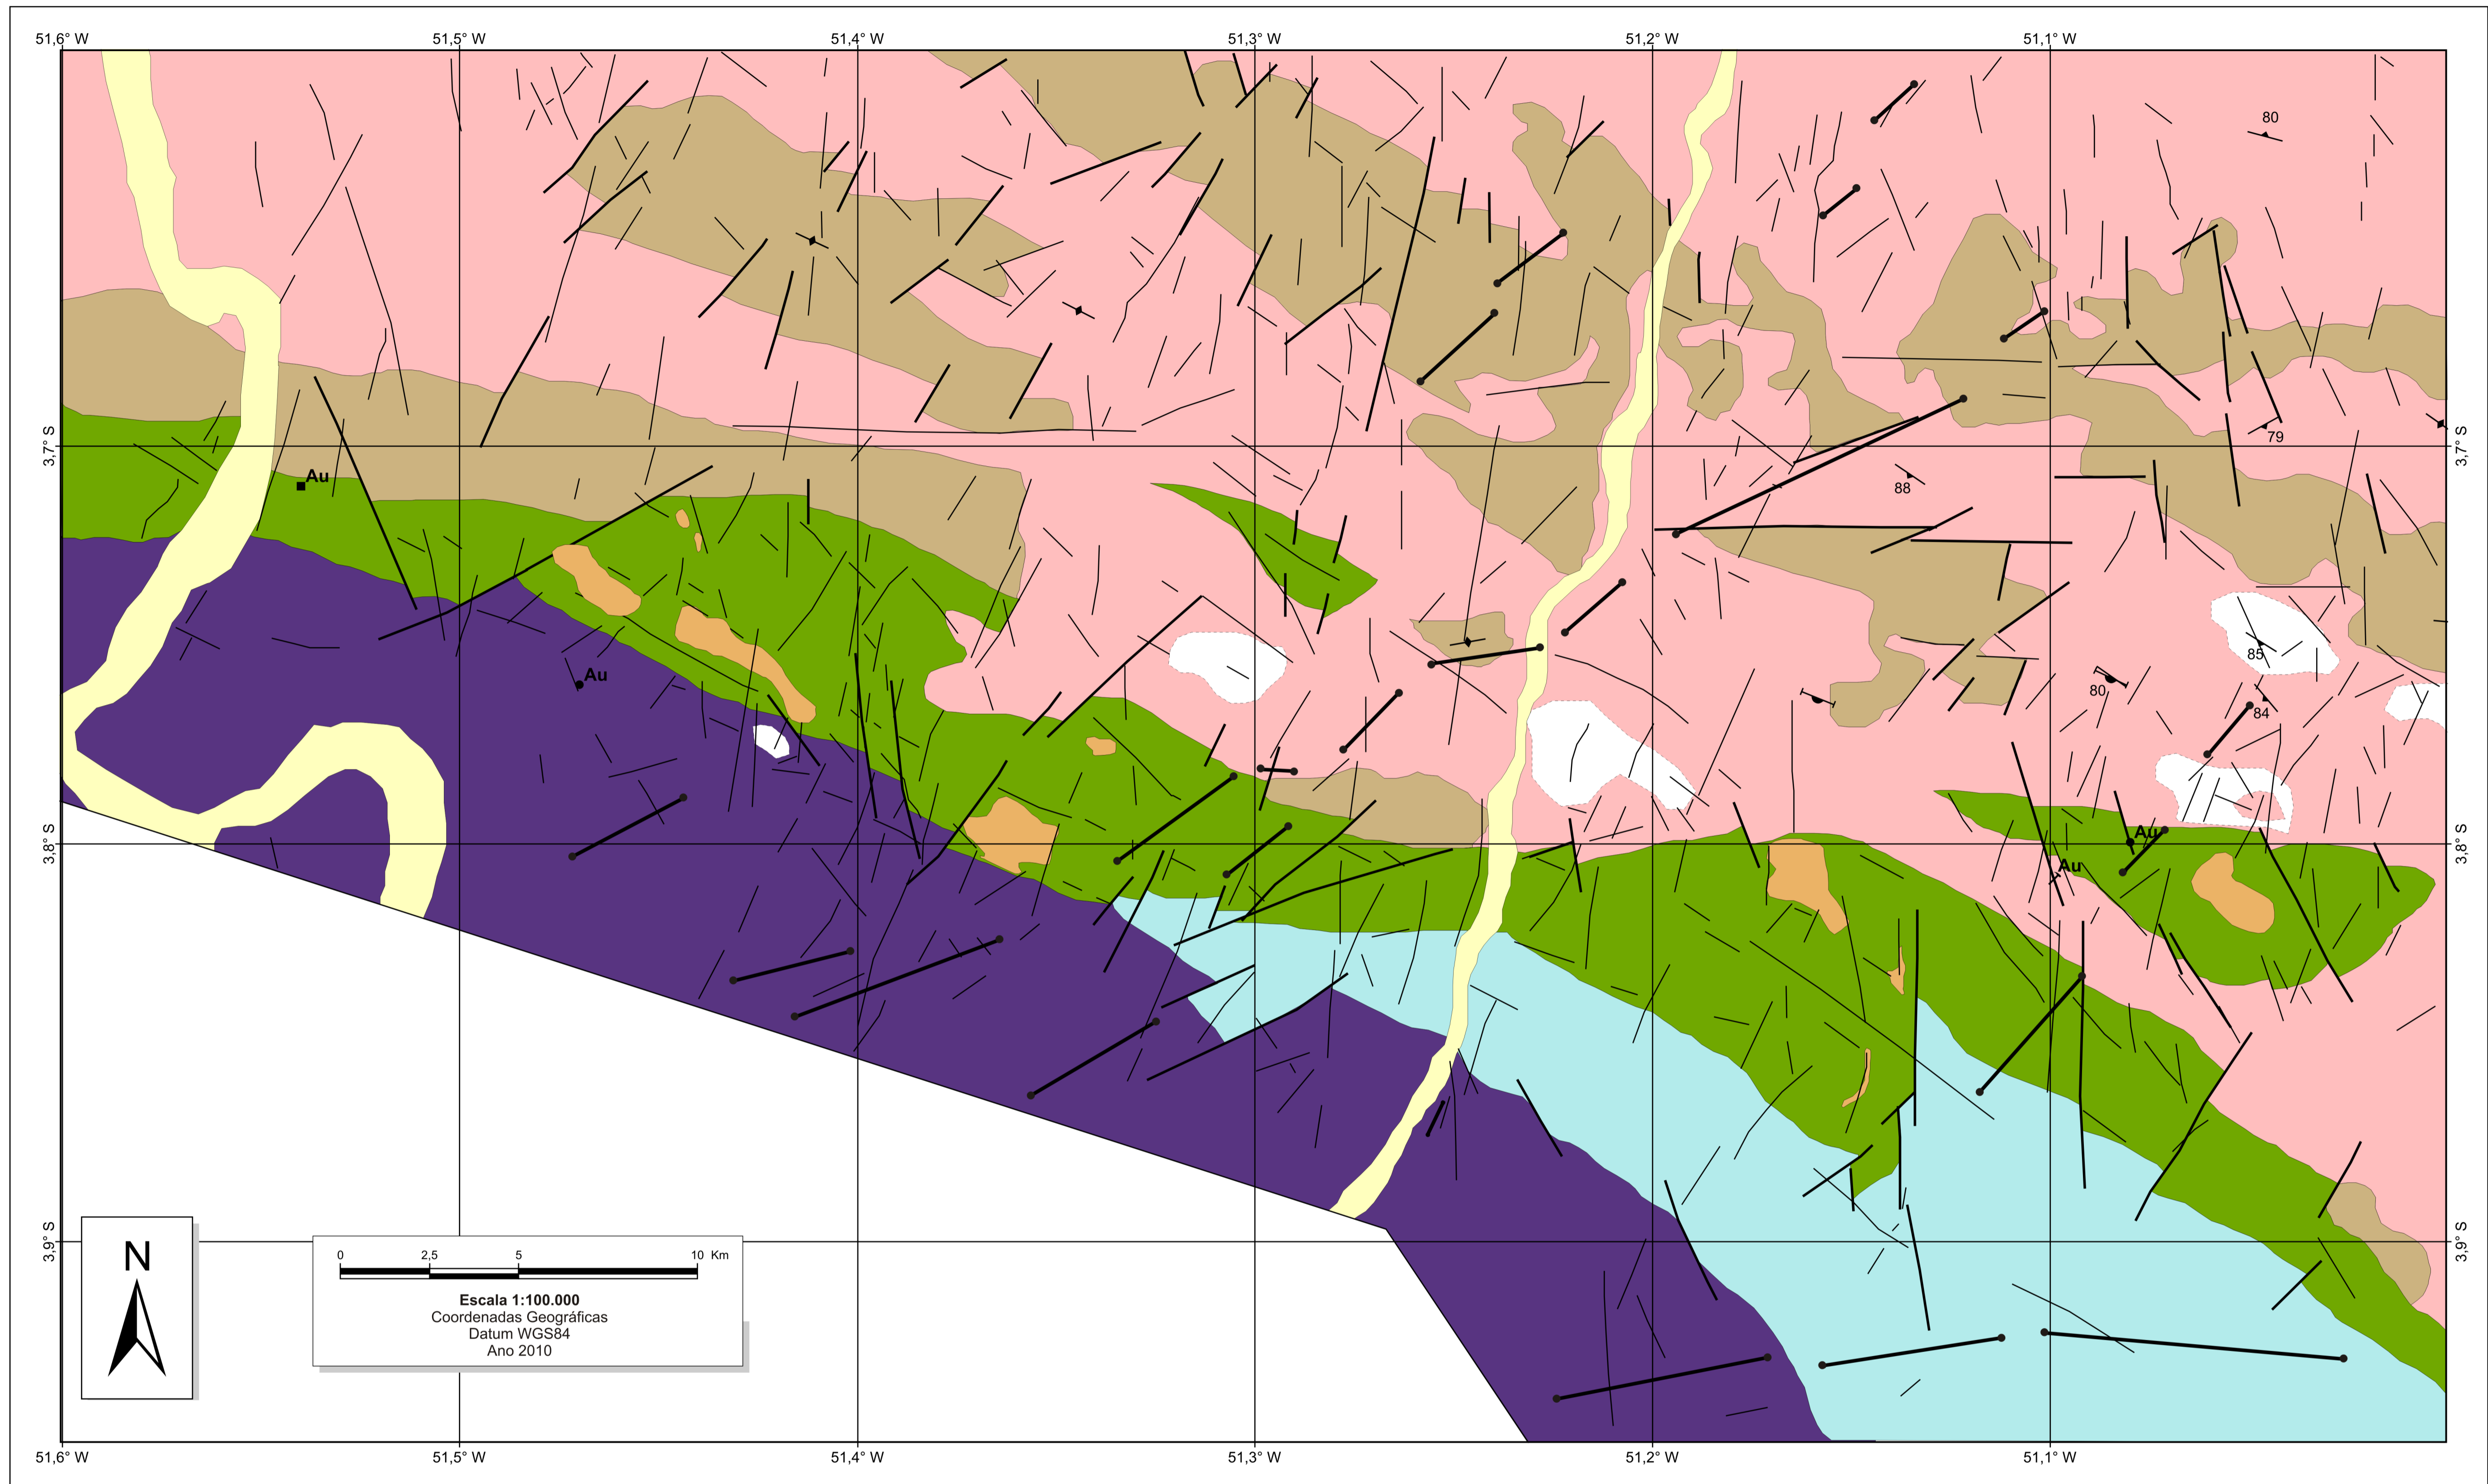 51,6° W 51,5° W 51,4° W 51,3° W 51,2° W 51,1° W
80
3,7° S 79 3,7° S
Au 88
85
Au 80
84
3,8° S Au 3,8° S
Au
N
3,9° S 3,9° S
0 2,5 5 10 Km
Escala 1:100.000
Coordenadas Geográficas
Datum WGS84
Ano 2010
51,6° W 51,5° W 51,4° W 51,3° W 51,2° W 51,1° W